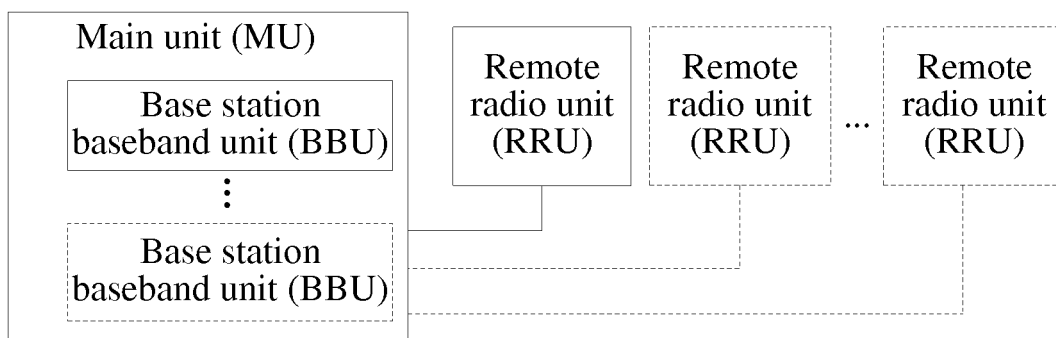 Main unit (MU)
Base station
baseband unit (BBU)
Base station
baseband unit (BBU)
Remote
radio unit
(RRU)
Remote
radio unit
(RRU)
...
Remote
radio unit
(RRU)